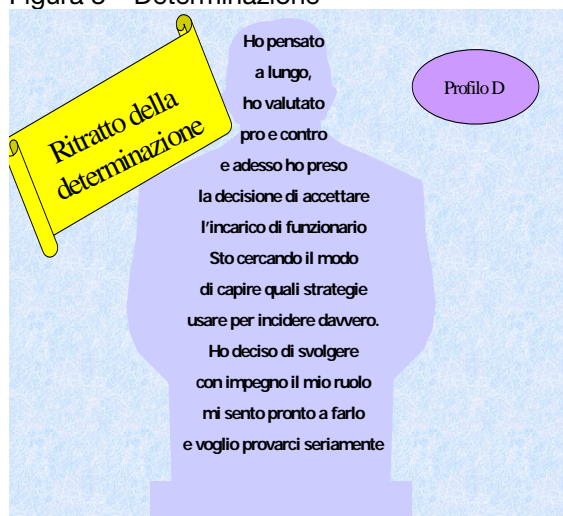 Figura 3 – Determinazione
Ritratto della
determinazione
Profilo D
Ho pensato
a lungo,
ho valutato
pro e contro
e adesso ho preso
la decisione di accettare
l'incarico di funzionario
Sto cercando il modo
di capire quali strategie
usare per incidere davvero.
Ho deciso di svolgere
con impegno il mio ruolo
mi sento pronto a farlo
e voglio provarci seriamente